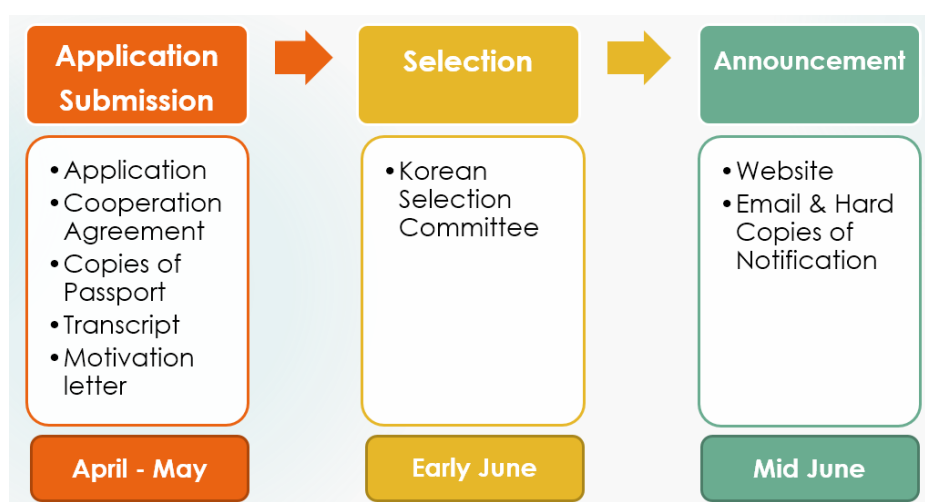 Application
Submission
• Application
• Cooperation
Agreement
• Copies of
Passport
• Transcript
• Motivation
letter
April - May
Selection
• Korean
Selection
Committee
Early June
Announcement
• Website
• Email & Hard
Copies of
Notification
Mid June